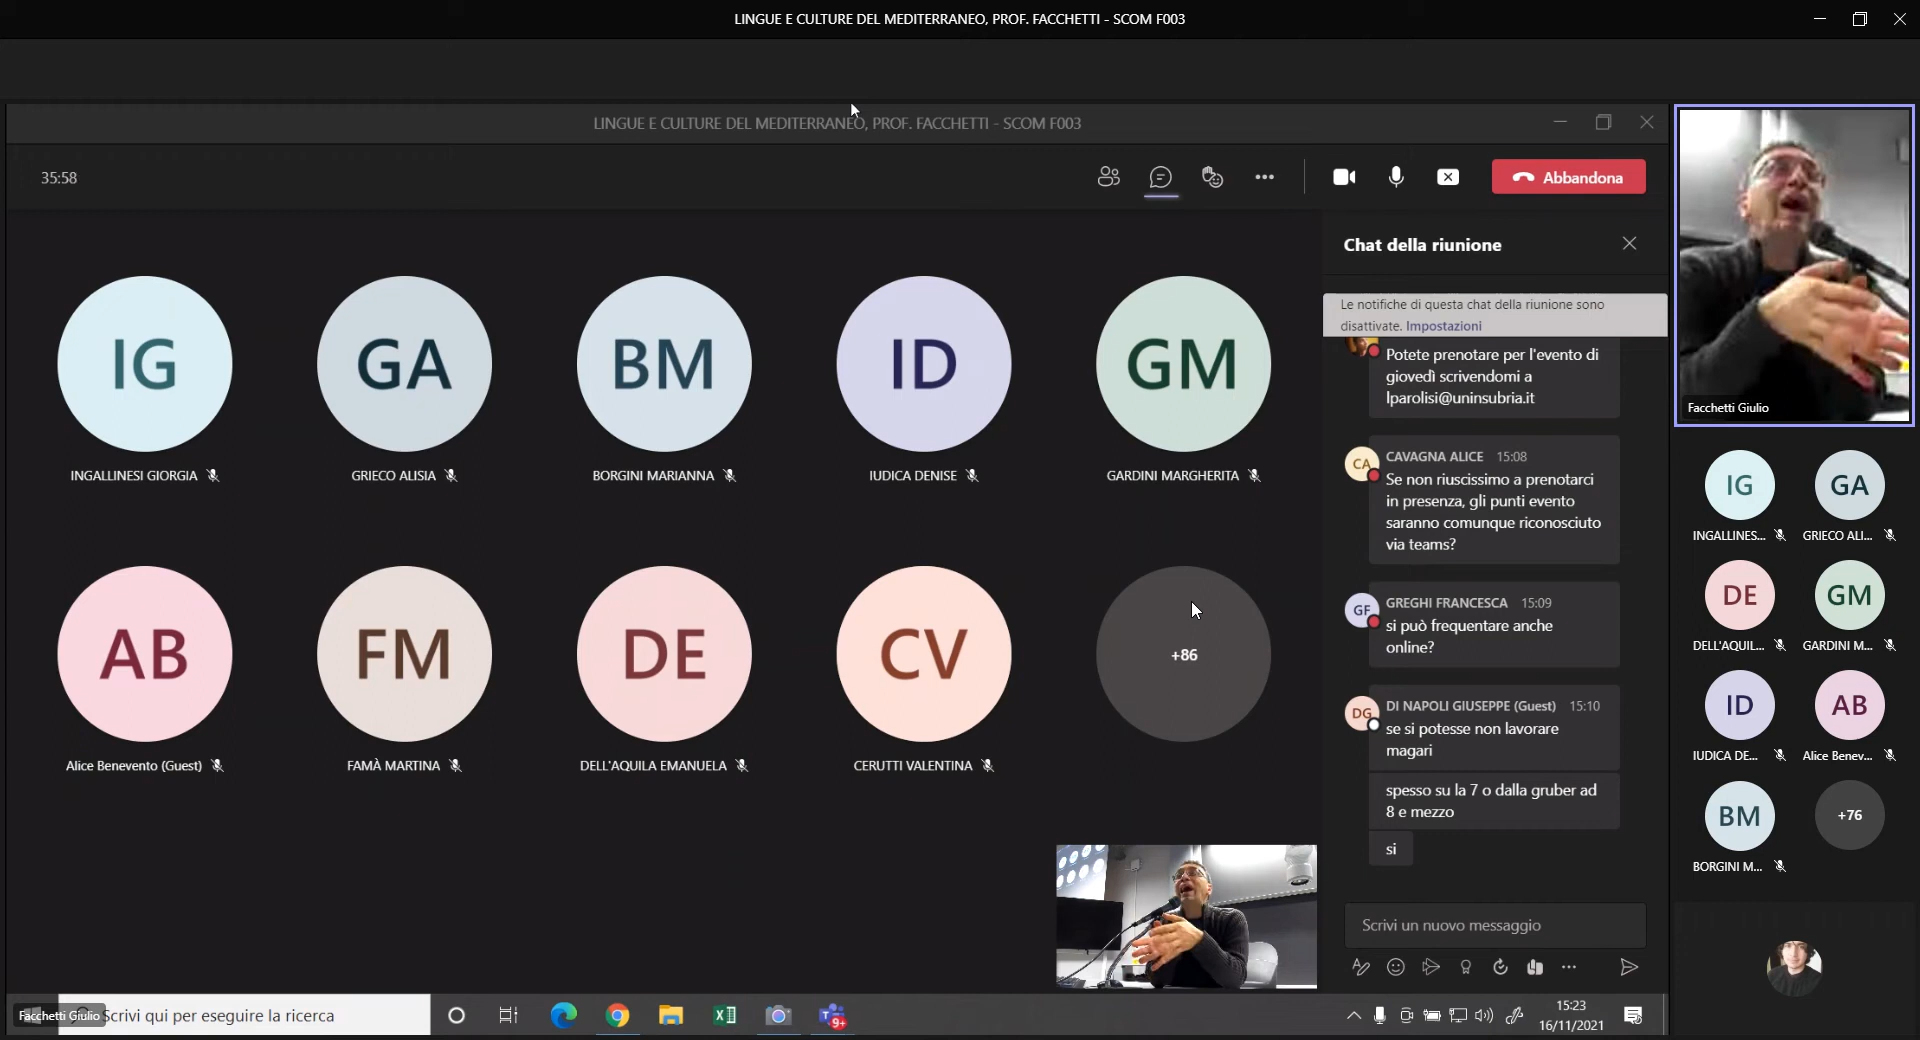 LINGUE E CULTURE DEL MEDITERRANEO, PROF. FACCHETTI - SCOM F003
LINGUE E CULTURE DEL MEDITERRANEO, PROF. FACCHETTI - SCOM F003
35:58
Abbandona
IG
INGALLINESI GIORGIA
GA
GRIECO ALISIA
BM
BORGINI MARIANNA
ID
IUDICA DENISE
GM
GARDINI MARGHERITA
AB
Alice Benevento (Guest)
FM
FAMÀ MARTINA
DE
DELL'AQUILA EMANUELA
CV
CERUTTI VALENTINA
+86
Chat della riunione
Le notifiche di questa chat della riunione sono
disattivate. Impostazioni
Potete prenotare per l'evento di
giovedì scrivendomi a
lparolisi@uninsubria.it
CA
CAVAGNA ALICE 15:08
Se non riuscissimo a prenotarci
in presenza, gli punti evento
saranno comunque riconosciuto
via teams?
GF
GREGHI FRANCESCA 15:09
si può frequentare anche
online?
DG
DI NAPOLI GIUSEPPE (Guest) 15:10
se si potesse non lavorare
magari
spesso su la 7 o dalla gruber ad
8 e mezzo
si
Scrivi un nuovo messaggio
Facchetti Giulio
IG
INGALLINES...
GA
GRIECO ALI...
DE
DELL'AQUIL...
GM
GARDINI M...
ID
IUDICA DE...
AB
Alice Benev...
BM
BORGINI M...
+76
Facchetti Giulio
Scrivi qui per eseguire la ricerca
9+
15:23
16/11/2021